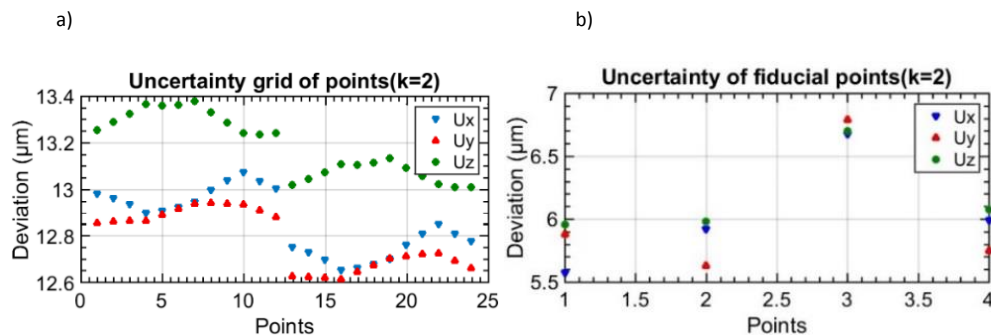 a)
b)
Uncertainty grid of points(k=2)
13.4
13.2
13
12.8
12.6
Deviation (µm)
Ux
Uy
Uz
0 5 10 15 20 25
Points
Uncertainty of fiducial points(k=2)
7
6.5
6
5.5
Deviation (µm)
Ux
Uy
Uz
1 1.5 2 2.5 3 3.5 4
Points